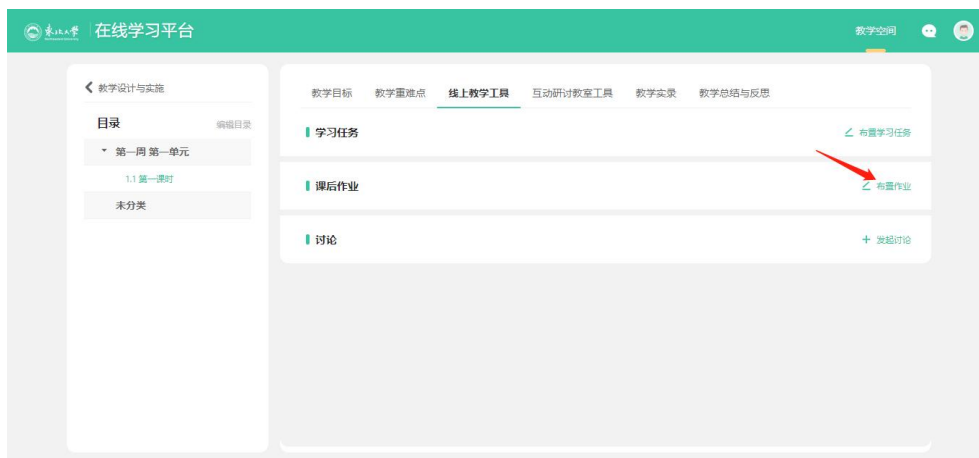 在线学习平台
教学空间
教学设计与实施
目录
编辑目录
第一周 第一单元
1.1 第一课时
未分类
教学目标 教学重难点 线上教学工具 互动研讨教室工具 教学实录 教学总结与反思
学习任务
布置学习任务
课后作业
布置作业
讨论
+ 发起讨论